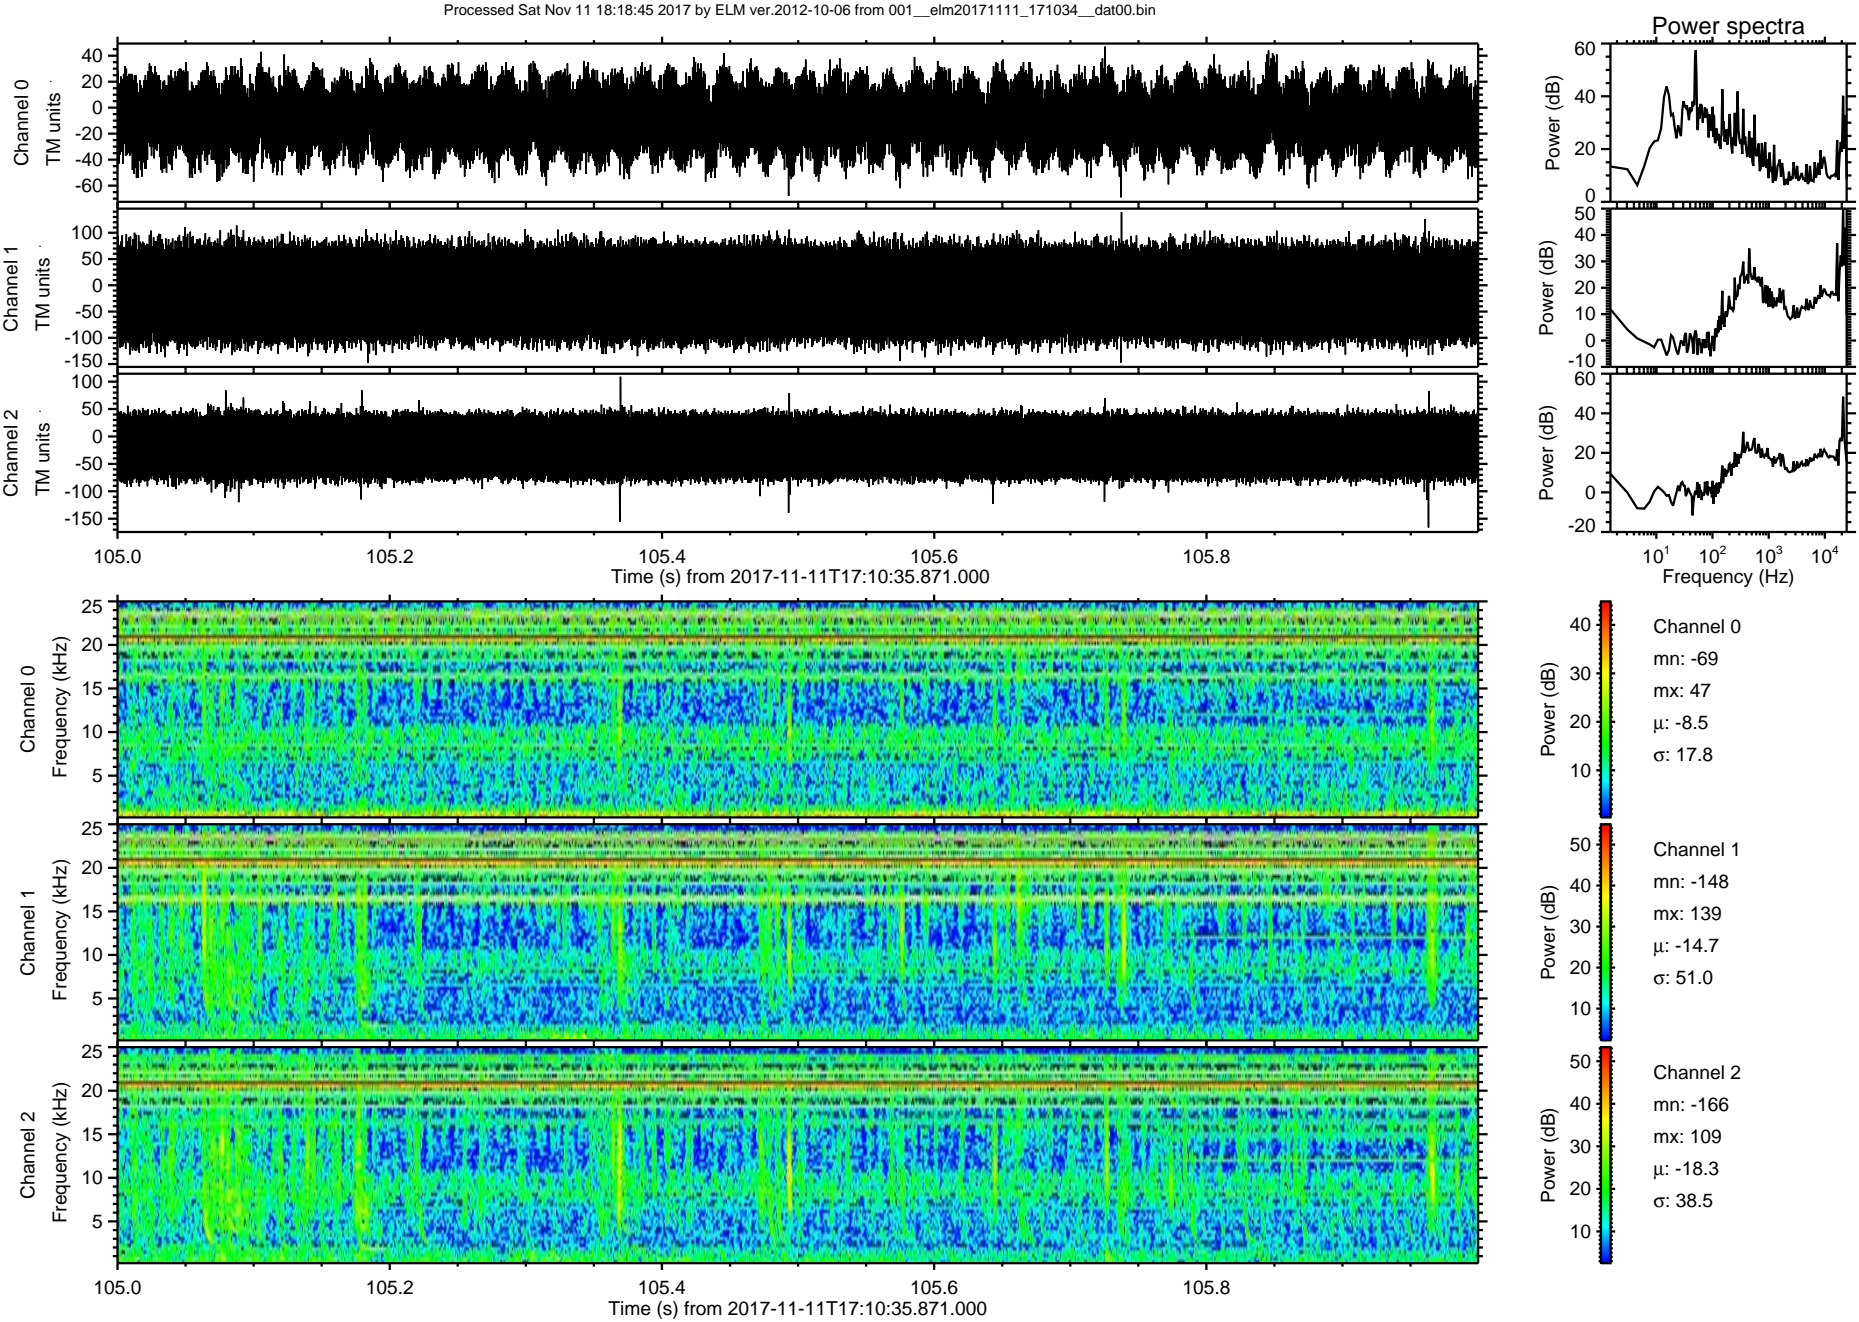 Processed Sat Nov 11 18:18:45 2017 by ELM ver.2012-10-06 from 001__elm20171111_171034__dat00.bin
Power spectra
Channel 0
TM units
40
20
0
-20
-40
-60
Power (dB)
60
40
20
0
Channel 1
TM units
100
50
0
-50
-100
-150
Power (dB)
50
40
30
20
10
0
-10
Channel 2
TM units
100
50
0
-50
-100
-150
Power (dB)
60
40
20
0
-20
105.0 105.2 105.4 105.6 105.8
Time (s) from 2017-11-11T17:10:35.871.000
10¹ 10² 10³ 10⁴
Frequency (Hz)
Channel 0
Frequency (kHz)
25
20
15
10
5
Power (dB)
40
30
20
10
Channel 0
mn: -69
mx: 47
μ: -8.5
σ: 17.8
Channel 1
Frequency (kHz)
25
20
15
10
5
Power (dB)
50
40
30
20
10
Channel 1
mn: -148
mx: 139
μ: -14.7
σ: 51.0
Channel 2
Frequency (kHz)
25
20
15
10
5
Power (dB)
50
40
30
20
10
Channel 2
mn: -166
mx: 109
μ: -18.3
σ: 38.5
105.0 105.2 105.4 105.6 105.8
Time (s) from 2017-11-11T17:10:35.871.000